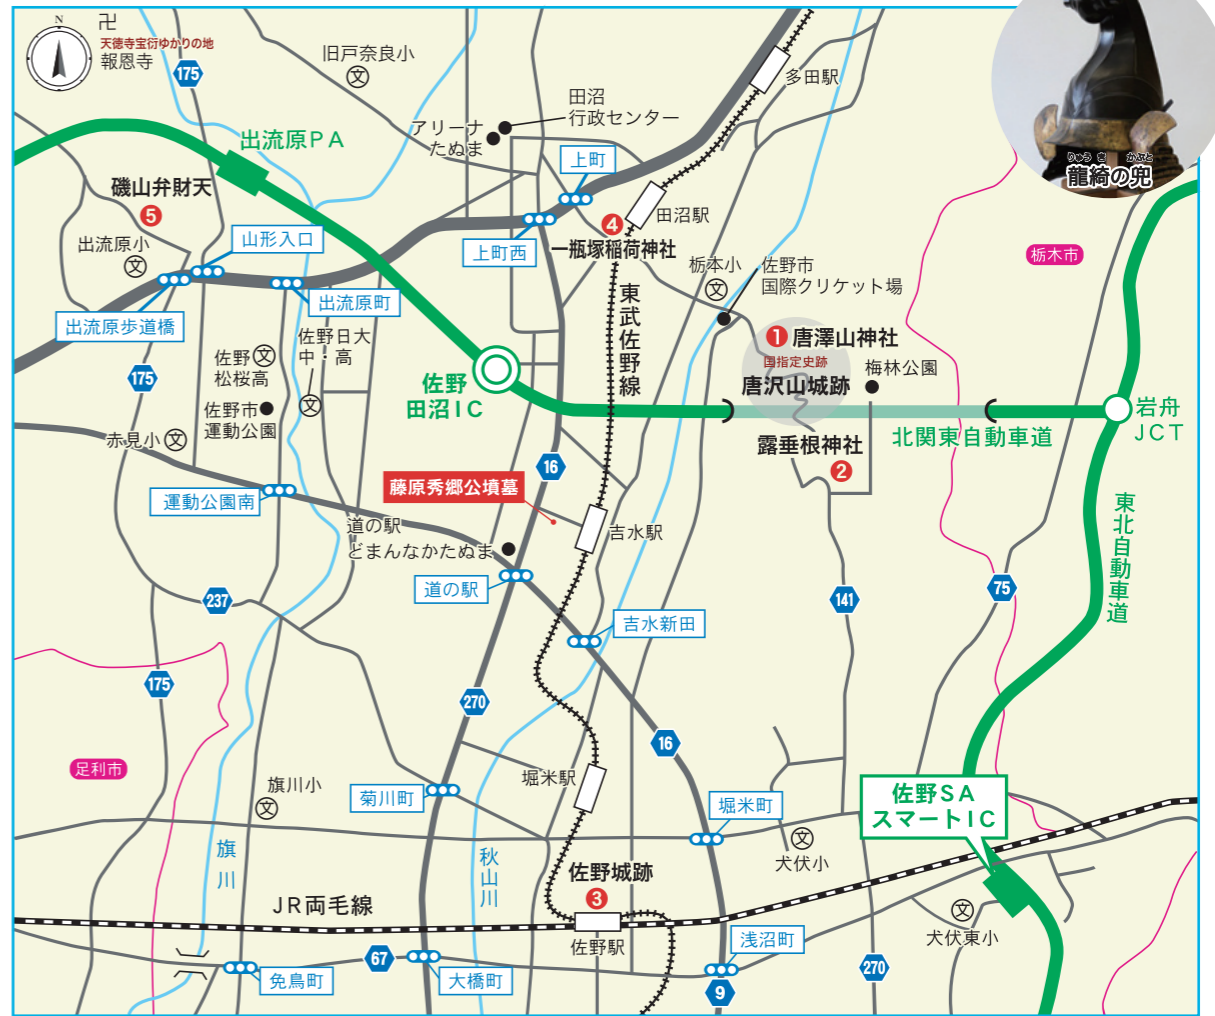 N
卍
天徳寺宝衍ゆかりの地
報恩寺
175
旧戸奈良小
文
多田駅
田沼
行政センター
アリーナ
たぬま
りゅう き かぶと
龍綺の兜
出流原PA
上町
磯山弁財天
5
田沼駅
4
一瓶塚稲荷神社
上町西
山形入口
出流原小
文
栃木市
栃本小
文
佐野市
国際クリケット場
東武佐野線
出流原町
出流原歩道橋
佐野日大
中・高
文
佐野
松桜高
文
1
唐澤山神社
国指定史跡
唐沢山城跡
梅林公園
175
佐野
田沼IC
佐野市
運動公園
岩舟
JCT
北関東自動車道
赤見小
文
露垂根神社
2
16
藤原秀郷公墳墓
運動公園南
東北自動車道
道の駅
どまんなかたぬま
吉水駅
道の駅
237
141
75
吉水新田
175
270
16
足利市
堀米駅
旗川小
文
菊川町
堀米町
佐野SA
スマートIC
文
犬伏小
旗川
秋山川
佐野城跡
3
JR両毛線
佐野駅
文
犬伏東小
浅沼町
67
免鳥町
大橋町
270
9